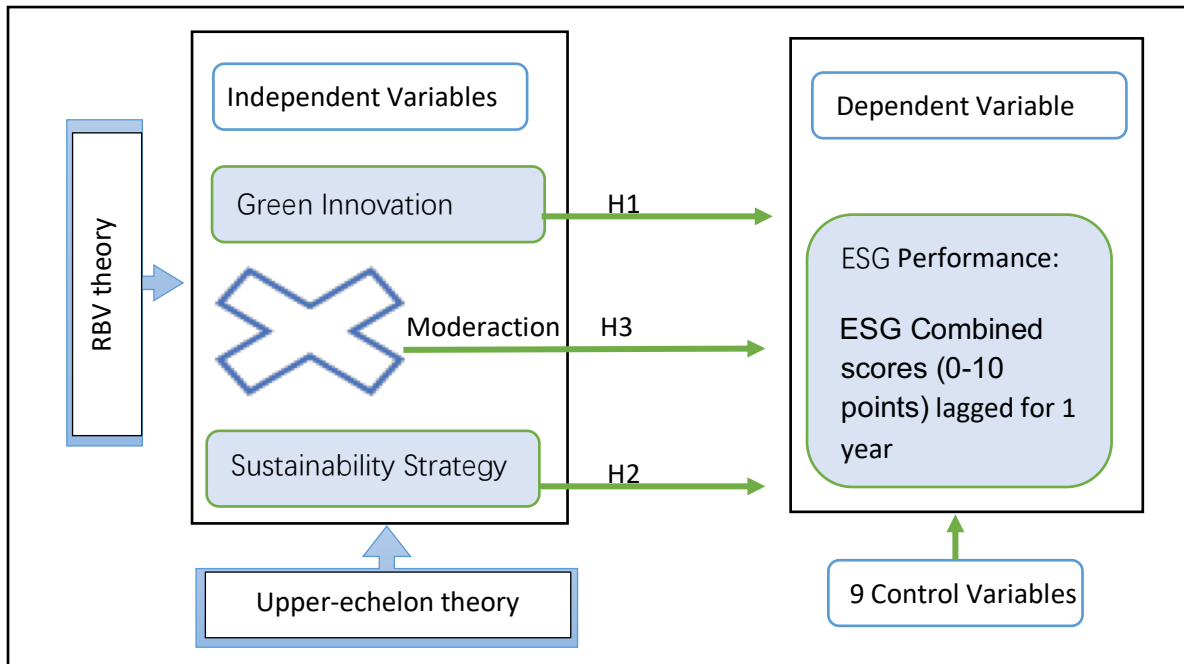 RBV theory
Independent Variables
Green Innovation
Moderaction
Sustainability Strategy
Upper-echelon theory
H1
H3
H2
Dependent Variable
ESG Performance:
ESG Combined
scores (0-10
points) lagged for 1
year
9 Control Variables